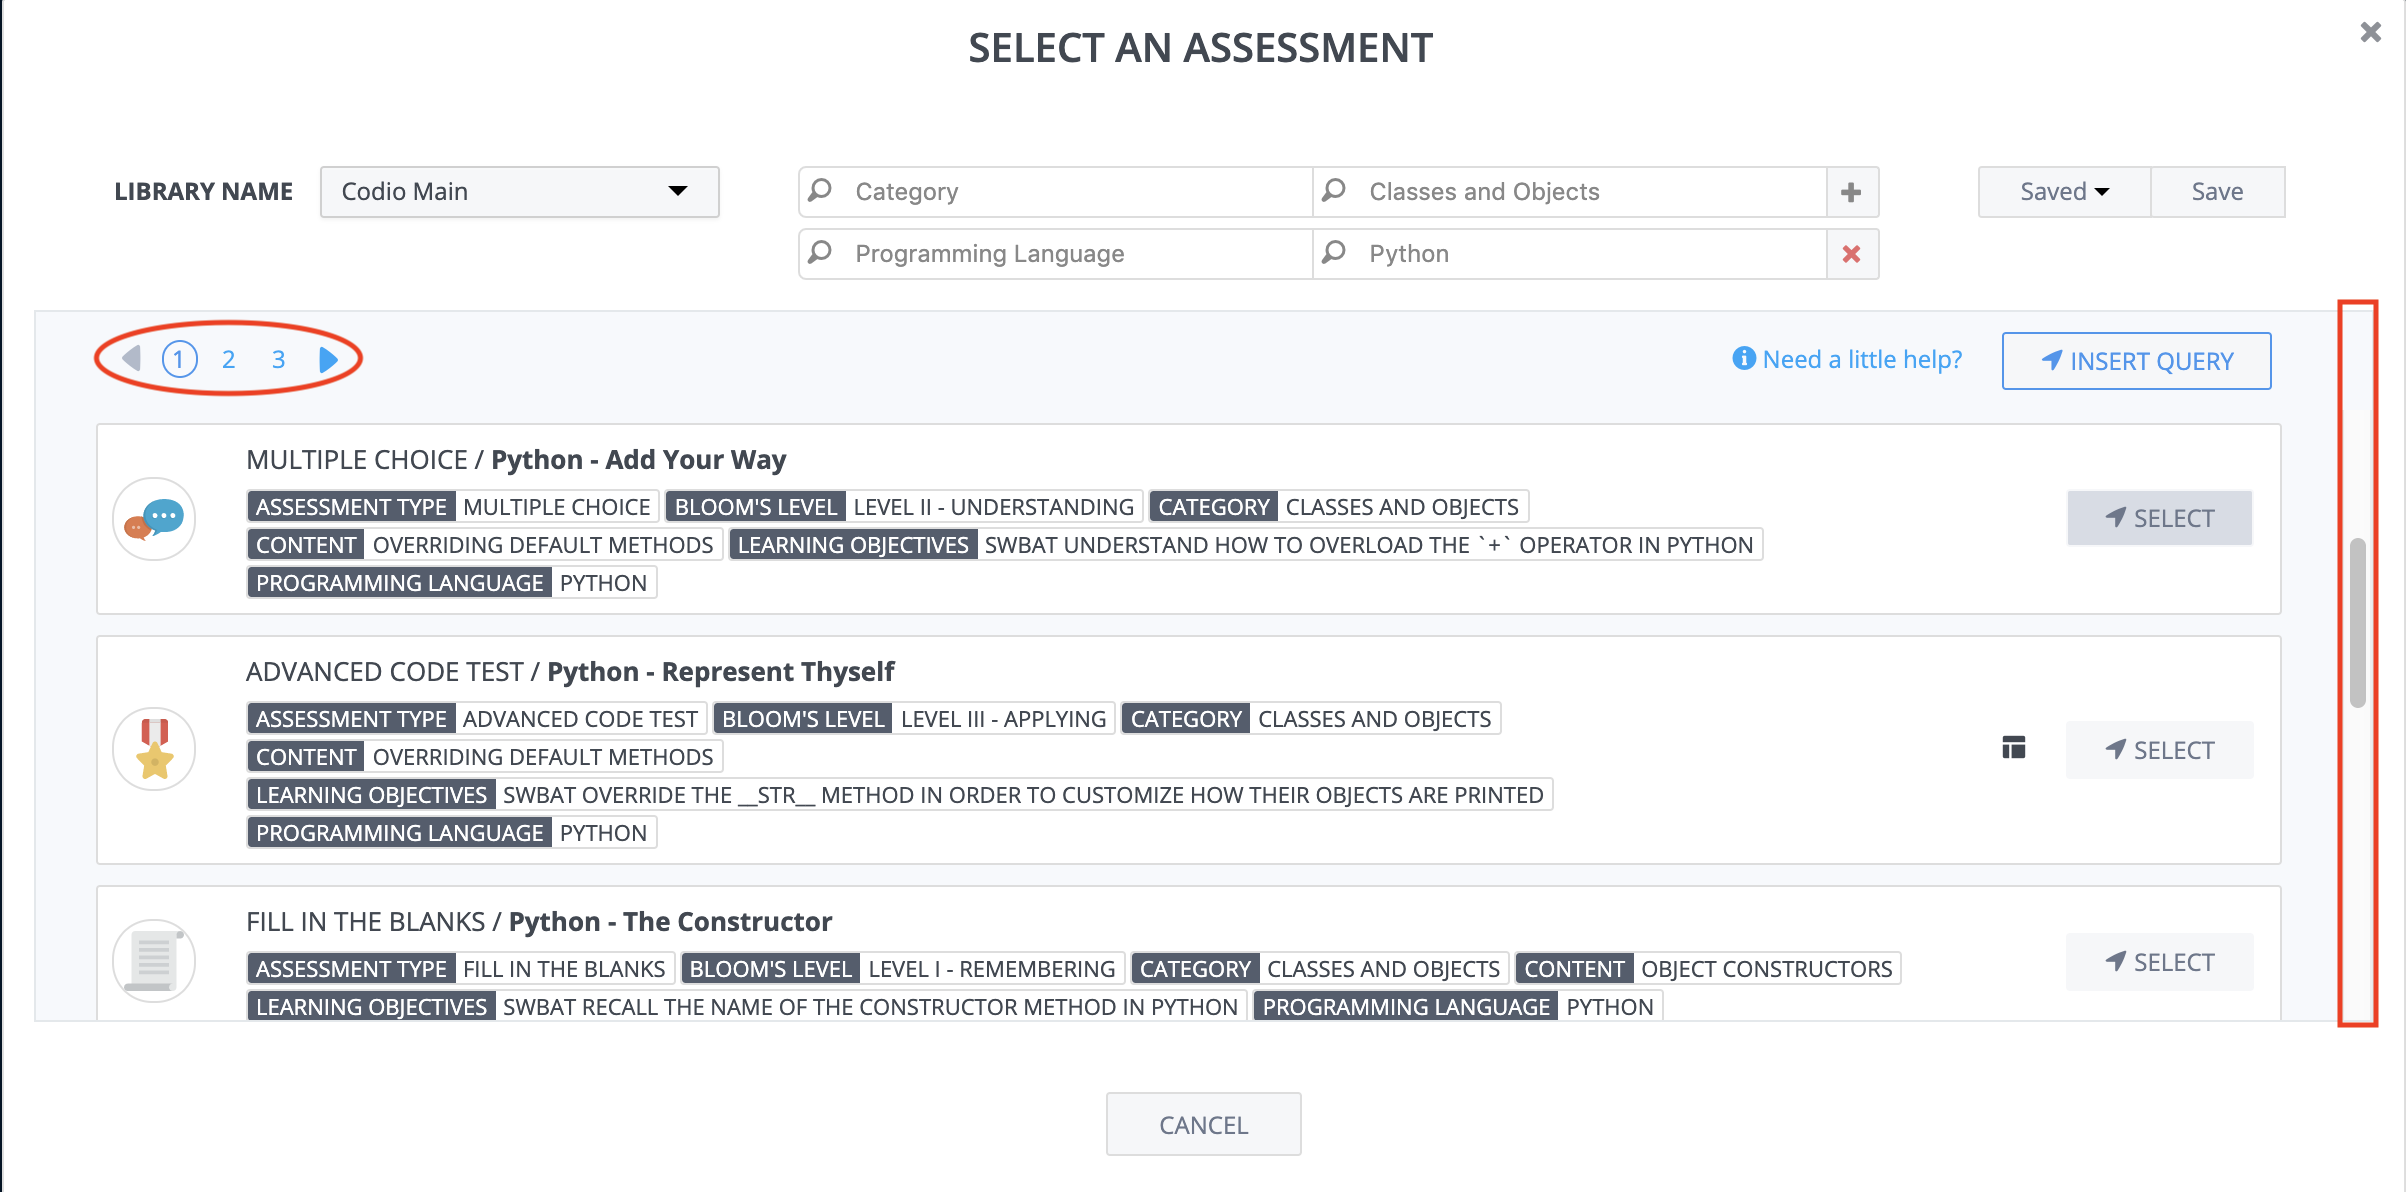 SELECT AN ASSESSMENT
LIBRARY NAME Codio Main Category Classes and Objects Saved Save
Programming Language Python
1 2 3 Need a little help? INSERT QUERY
MULTIPLE CHOICE / Python - Add Your Way
ASSESSMENT TYPE MULTIPLE CHOICE BLOOM'S LEVEL LEVEL II - UNDERSTANDING CATEGORY CLASSES AND OBJECTS
SELECT
CONTENT OVERRIDING DEFAULT METHODS LEARNING OBJECTIVES SWBAT UNDERSTAND HOW TO OVERLOAD THE `+` OPERATOR IN PYTHON
PROGRAMMING LANGUAGE PYTHON
ADVANCED CODE TEST / Python - Represent Thyself
ASSESSMENT TYPE ADVANCED CODE TEST BLOOM'S LEVEL LEVEL III - APPLYING CATEGORY CLASSES AND OBJECTS
CONTENT OVERRIDING DEFAULT METHODS
SELECT
LEARNING OBJECTIVES SWBAT OVERRIDE THE __STR__ METHOD IN ORDER TO CUSTOMIZE HOW THEIR OBJECTS ARE PRINTED
PROGRAMMING LANGUAGE PYTHON
FILL IN THE BLANKS / Python - The Constructor
ASSESSMENT TYPE FILL IN THE BLANKS BLOOM'S LEVEL LEVEL I - REMEMBERING CATEGORY CLASSES AND OBJECTS CONTENT OBJECT CONSTRUCTORS
SELECT
LEARNING OBJECTIVES SWBAT RECALL THE NAME OF THE CONSTRUCTOR METHOD IN PYTHON PROGRAMMING LANGUAGE PYTHON
CANCEL